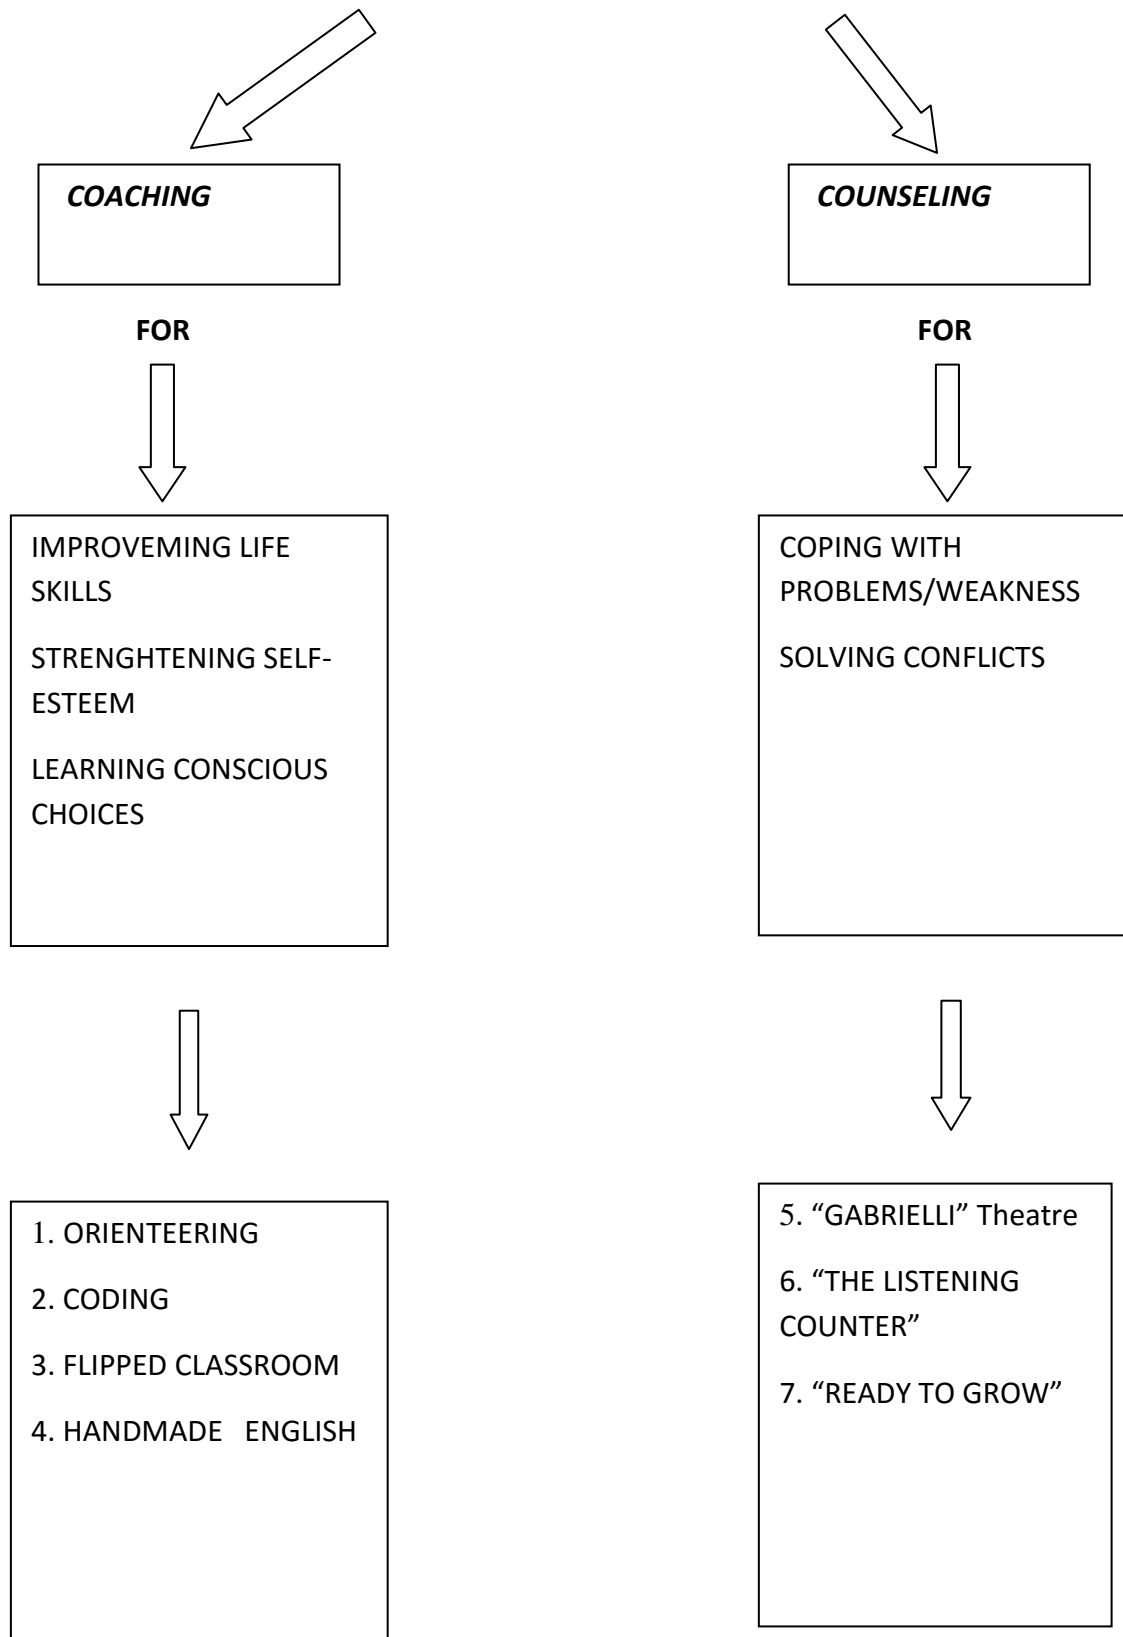 COACHING
FOR
IMPROVEMING LIFE
SKILLS
STRENGHTENING SELF-
ESTEEM
LEARNING CONSCIOUS
CHOICES
1. ORIENTEERING
2. CODING
3. FLIPPED CLASSROOM
4. HANDMADE ENGLISH
COUNSELING
FOR
COPING WITH
PROBLEMS/WEAKNESS
SOLVING CONFLICTS
5. “GABRIELLI” Theatre
6. “THE LISTENING
COUNTER”
7. “READY TO GROW”